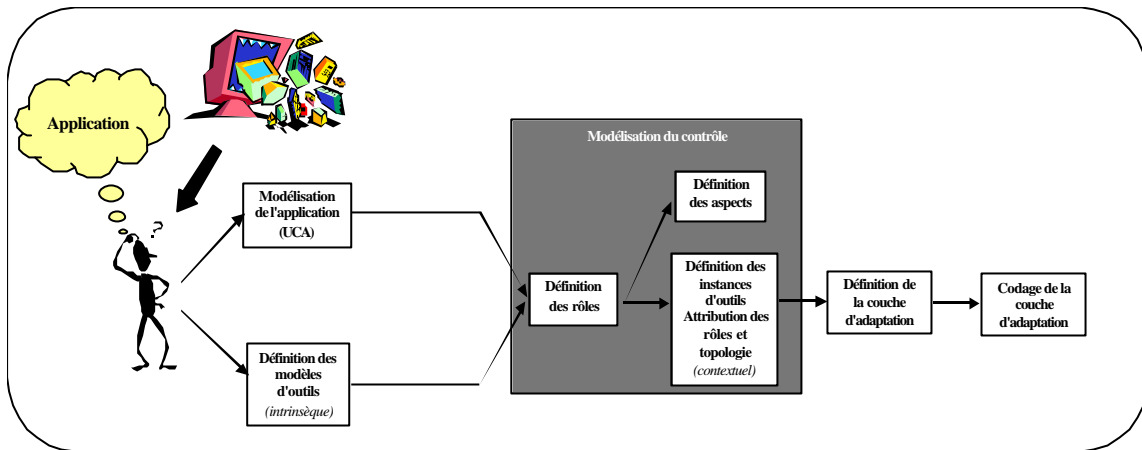 Application
?
Modélisation
de l'application
(UCA)
Définition des
modèles
d'outils
(intrinsèque)
Modélisation du contrôle
Définition
des rôles
Définition
des aspects
Définition des
instances
d'outils
Attribution des
rôles et
topologie
(contextuel)
Définition de
la couche
d'adaptation
Codage de la
couche
d'adaptation